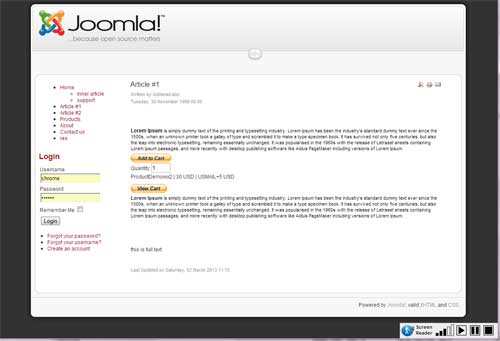 Joomla!™
...because open source matters
Home
inner article
support
Article #1
Article #2
Products
About
Contact us
Login
Username
chrome
Password
Remember Me
Login
Forgot your password?
Forgot your username?
Create an account
Article #1
Written by Administrator
Tuesday, 30 November 1999 00:00
Lorem Ipsum is simply dummy text of the printing and typesetting industry. Lorem Ipsum has been the industry's standard dummy text ever since the
1500s, when an unknown printer took a galley of type and scrambled it to make a type specimen book. It has survived not only five centuries, but also
the leap into electronic typesetting, remaining essentially unchanged. It was popularised in the 1960s with the release of Letraset sheets containing
Lorem Ipsum passages, and more recently with desktop publishing software like Aldus PageMaker including versions of Lorem Ipsum.
Add to Cart
Quantity 1
| 30 USD |
View Cart
Lorem Ipsum is simply dummy text of the printing and typesetting industry. Lorem Ipsum has been the industry's standard dummy text ever since the
1500s, when an unknown printer took a galley of type and scrambled it to make a type specimen book. It has survived not only five centuries, but also
the leap into electronic typesetting, remaining essentially unchanged. It was popularised in the 1960s with the release of Letraset sheets containing
Lorem Ipsum passages, and more recently with desktop publishing software like Aldus PageMaker including versions of Lorem Ipsum.
this is full text
Last Updated on Saturday, 02 March 2013 11:15
Powered by Joomla! valid XHTML and CSS.
Screen
Reader